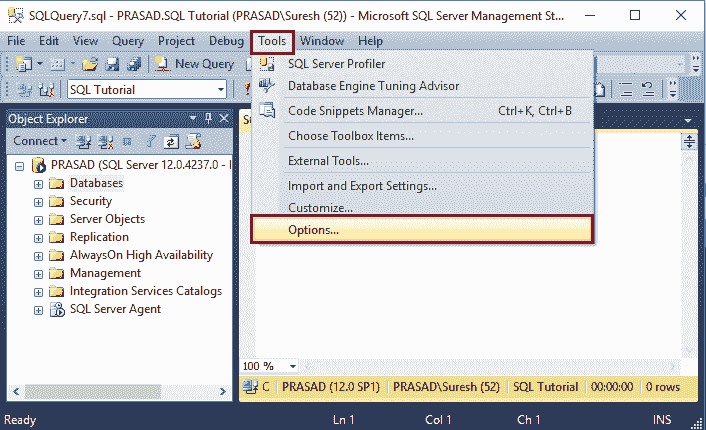 SQLQuery7.sql - PRASAD.SQL Tutorial (PRASAD\Suresh (52)) - Microsoft SQL Server Management St...
File Edit View Query Project Debug Tools Window Help
New Query
SQL Tutorial
SQL Server Profiler
Database Engine Tuning Advisor
Code Snippets Manager... Ctrl+K, Ctrl+B
Choose Toolbox Items...
External Tools...
Import and Export Settings...
Customize...
Options...
Object Explorer
Connect
PRASAD (SQL Server 12.0.4237.0 -
Databases
Security
Server Objects
Replication
AlwaysOn High Availability
Management
Integration Services Catalogs
SQL Server Agent
100 %
C PRASAD (12.0 SP1) PRASAD\Suresh (52) SQL Tutorial 00:00:00 0 rows
Ready Ln 1 Col 1 Ch 1 INS